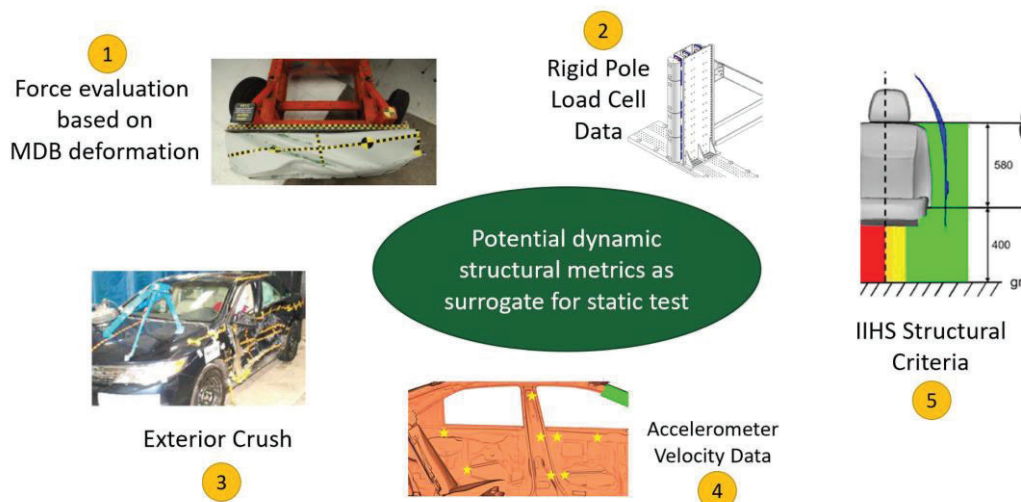 1
Force evaluation
based on
MDB deformation
2
Rigid Pole
Load Cell
Data
580
400
gr
Potential dynamic
structural metrics as
surrogate for static test
IIHS Structural
Criteria
5
Exterior Crush
3
Accelerometer
Velocity Data
4